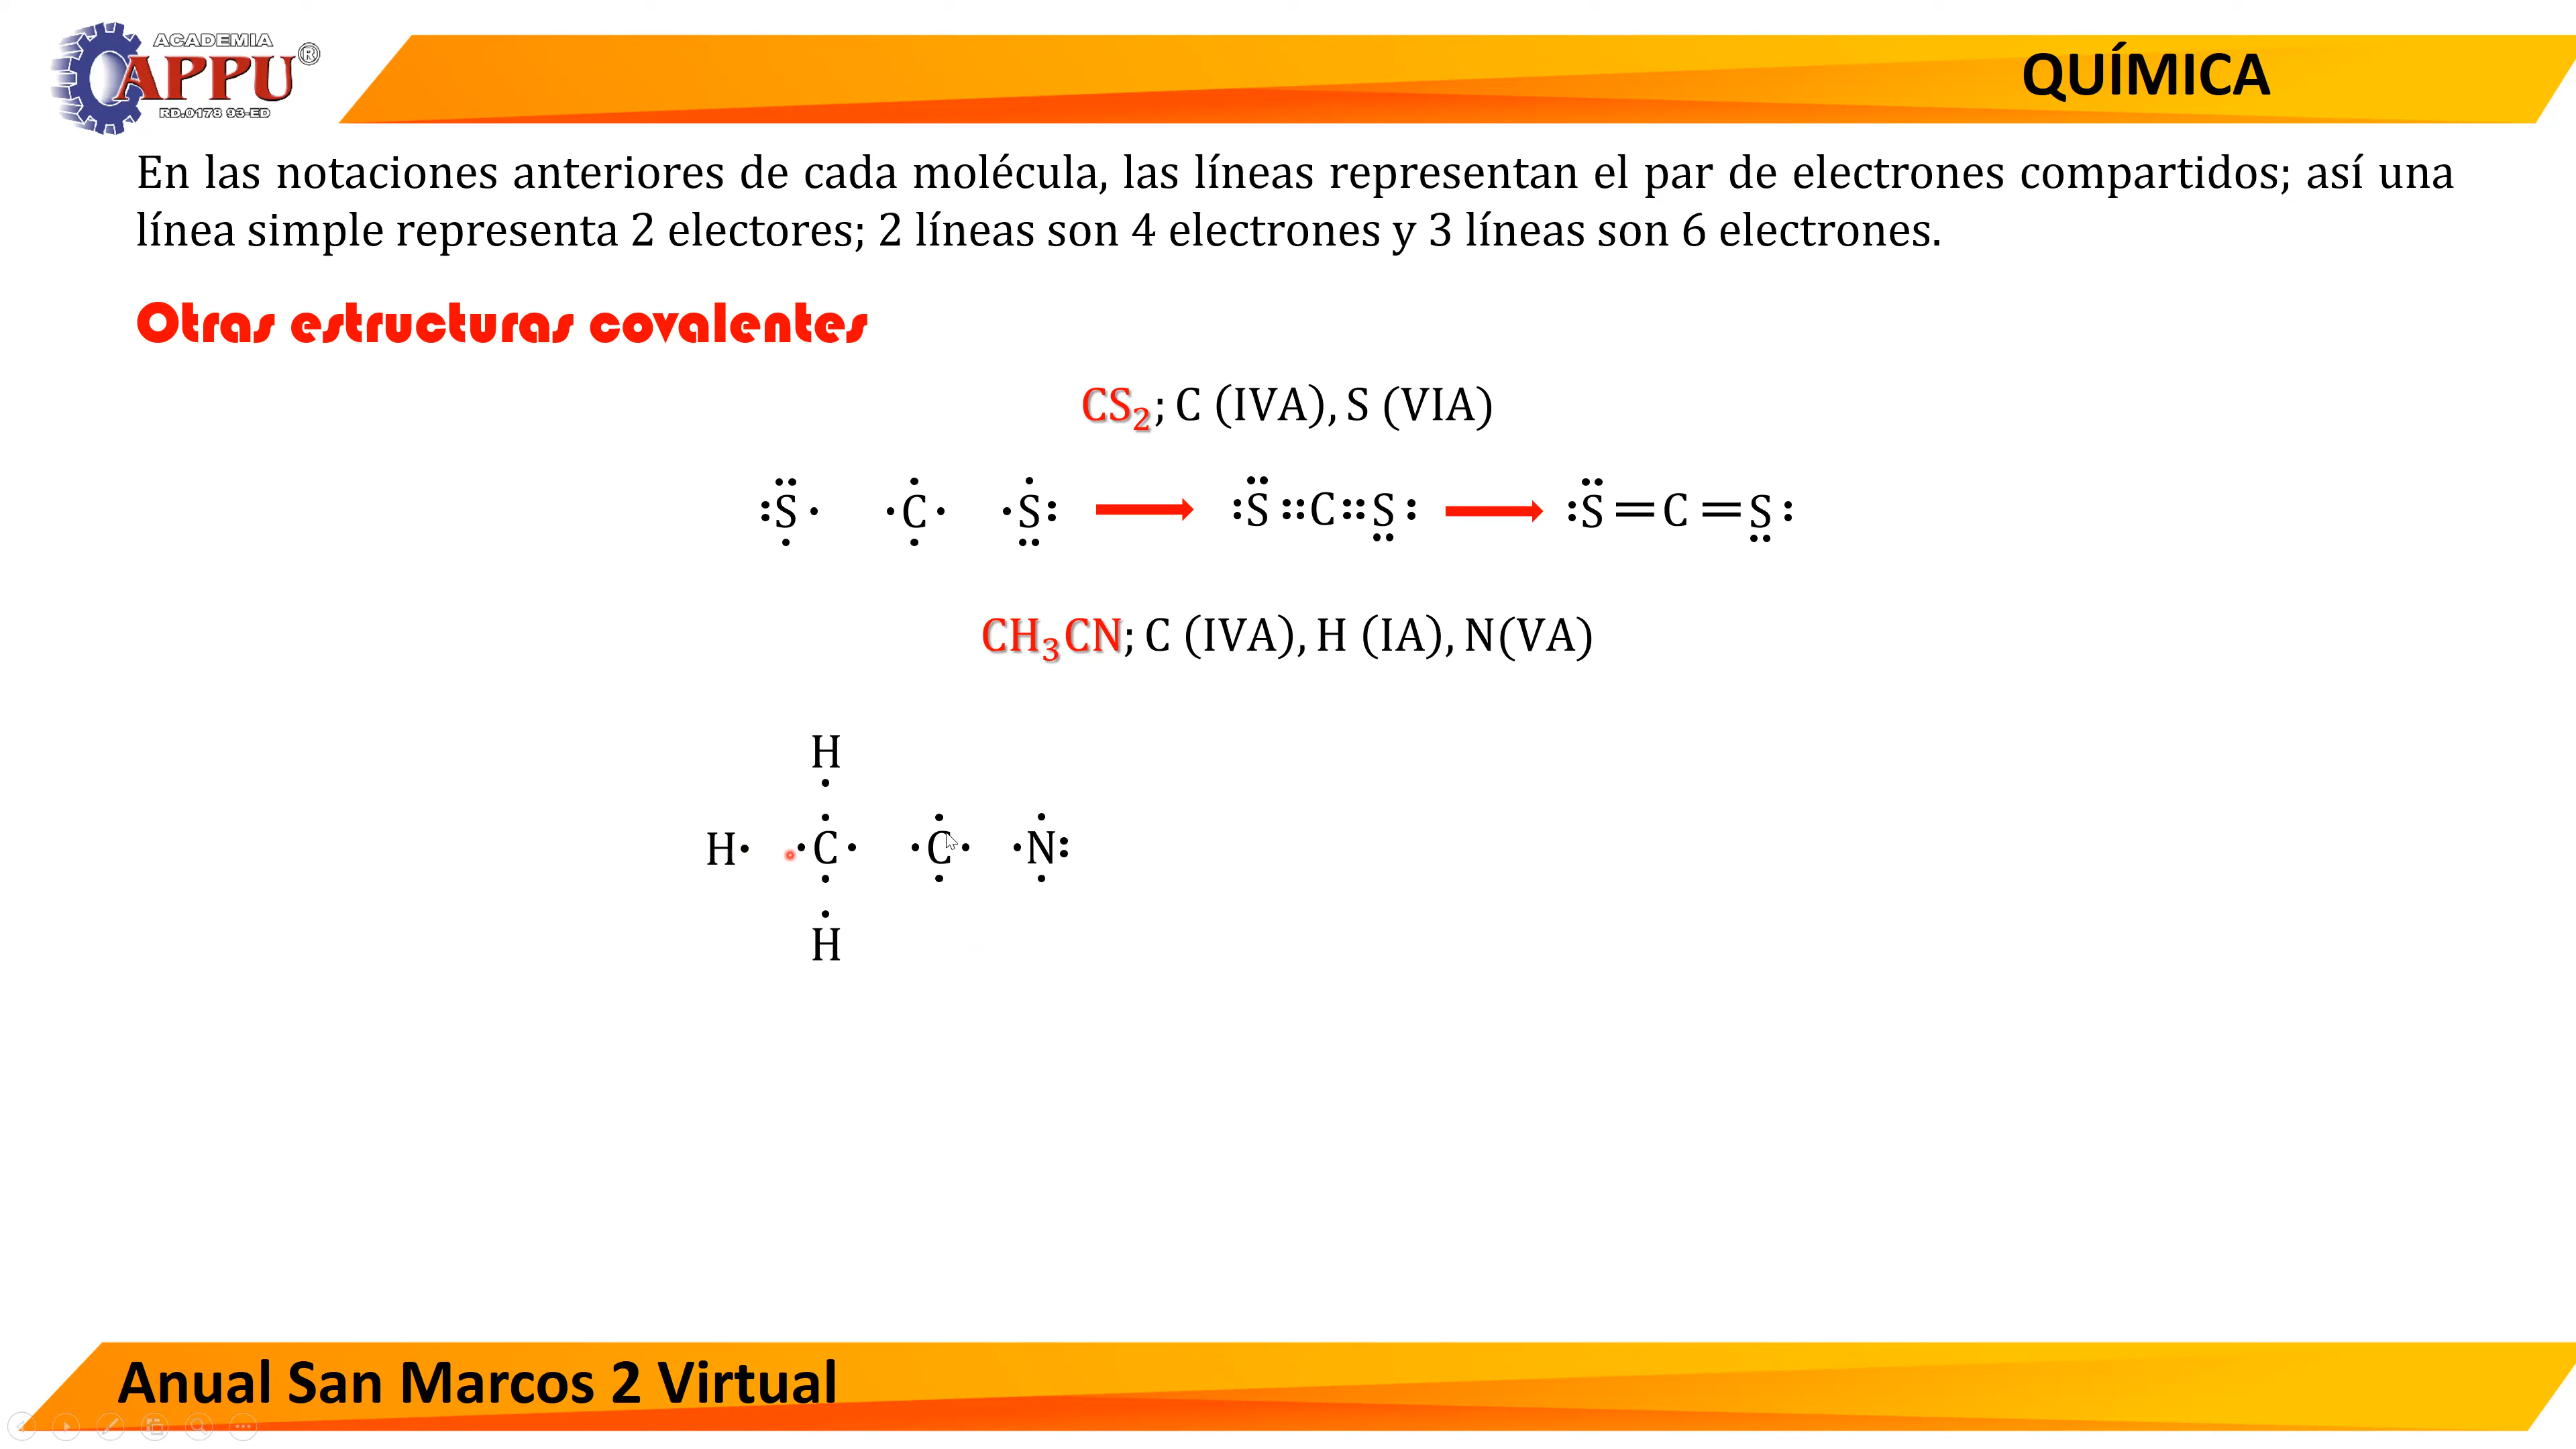 ACADEMIA
CAPPU®
RD.0178 93-ED
QUÍMICA
En las notaciones anteriores de cada molécula, las líneas representan el par de electrones compartidos; así una
línea simple representa 2 electores; 2 líneas son 4 electrones y 3 líneas son 6 electrones.
Otras estructuras covalentes
CS₂; C (IVA), S (VIA)
S C S S C S S C S
CH₃CN; C (IVA), H (IA), N(VA)
H
H C C N
H
Anual San Marcos 2 Virtual